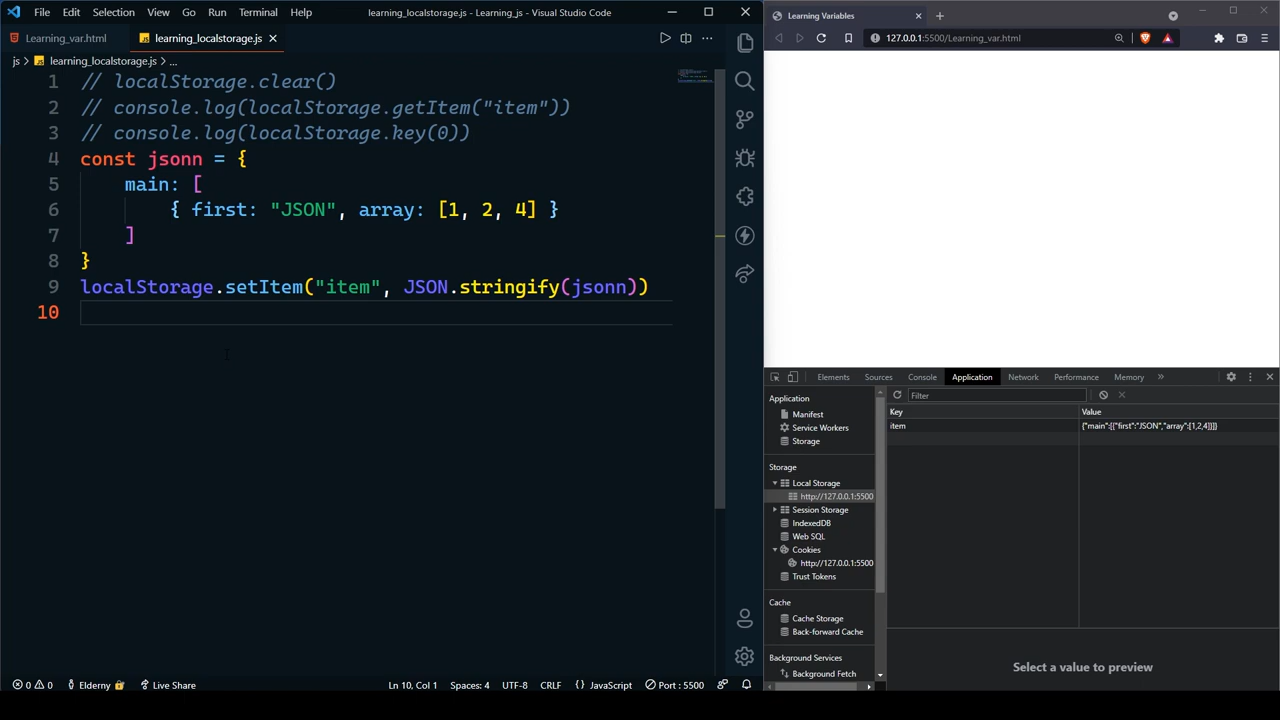 File Edit Selection View Go Run Terminal Help learning_localstorage.js - Learning_js - Visual Studio Code
Learning_var.html learning_localstorage.js
js > learning_localstorage.js > ...
1 // localStorage.clear()
2 // console.log(localStorage.getItem("item"))
3 // console.log(localStorage.key(0))
4 const jsonn = {
5 main: [
6 { first: "JSON", array: [1, 2, 4] }
7 ]
8 }
9 localStorage.setItem("item", JSON.stringify(jsonn))
10
0 0 Elderny Live Share Ln 10, Col 1 Spaces: 4 UTF-8 CRLF JavaScript Port : 5500
Learning Variables
127.0.0.1:5500/Learning_var.html
Elements Sources Console Application Network Performance Memory
Application
Manifest
Service Workers
Storage
Storage
Local Storage
http://127.0.0.1:5500
Session Storage
IndexedDB
Web SQL
Cookies
http://127.0.0.1:5500
Trust Tokens
Cache
Cache Storage
Back-forward Cache
Background Services
Background Fetch
Filter
Key Value
item {"main":[{"first":"JSON","array":[1,2,4]}]}
Select a value to preview